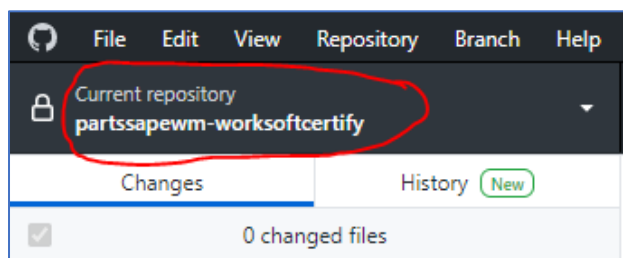 File Edit View Repository Branch Help
Current repository
partssapewm-worksoftcertify
Changes History New
0 changed files